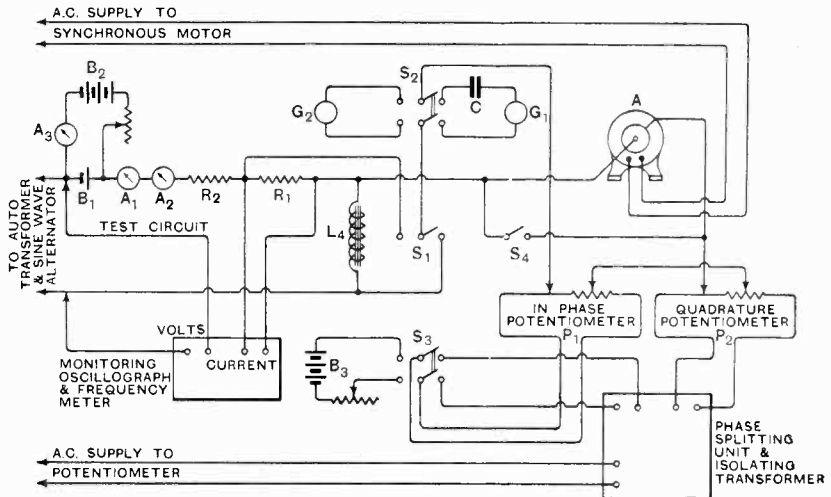 A.C. SUPPLY TO
SYNCHRONOUS MOTOR
B2
S2
A3
G2
C
G1
A
B1
A1
A2
R2
R1
TEST CIRCUIT
TO AUTO
TRANSFORMER
& SINE WAVE
ALTERNATOR
L4
S1
S4
IN PHASE
POTENTIOMETER
P1
QUADRATURE
POTENTIOMETER
P2
VOLTS
CURRENT
MONITORING
OSCILLOGRAPH
& FREQUENCY
METER
B3
S3
PHASE
SPLITTING
UNIT &
ISOLATING
TRANSFORMER
A.C. SUPPLY TO
POTENTIOMETER